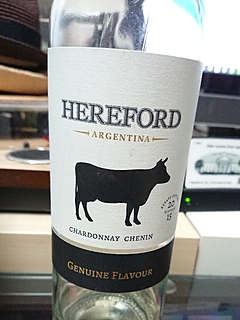 HEREFORD
ARGENTINA
20
15
CHARDONNAY CHENIN
GENUINE FLAVOUR